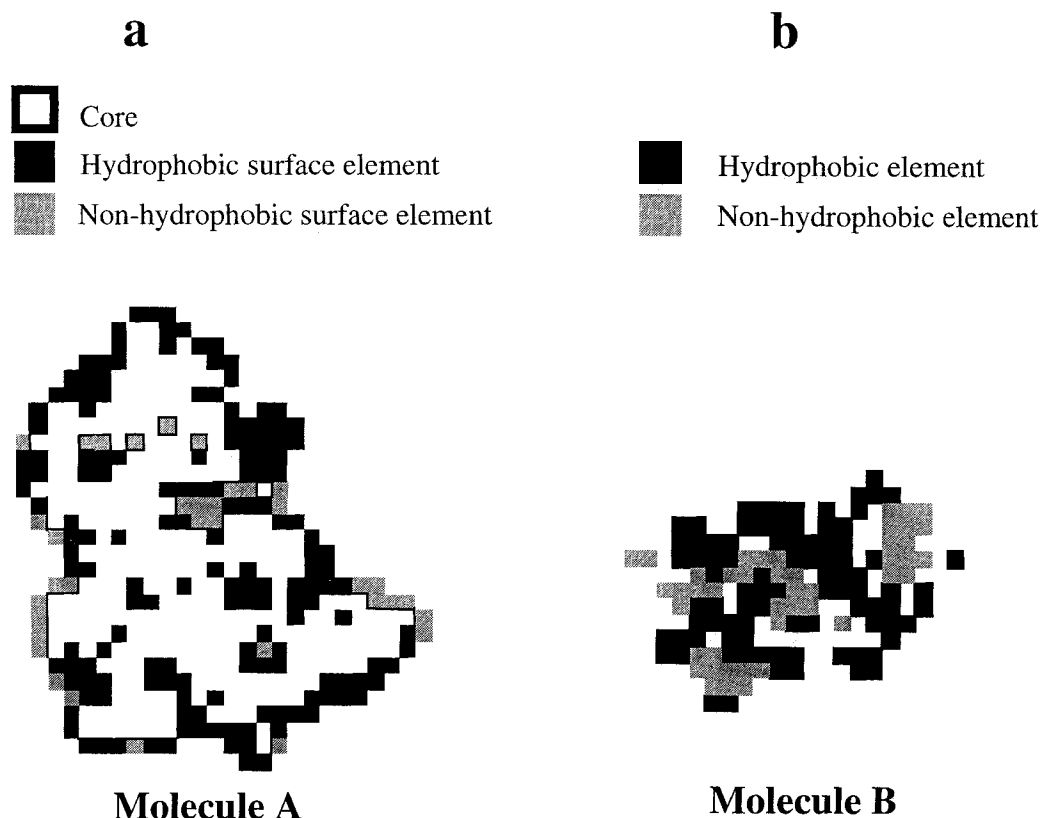 a
Core
Hydrophobic surface element
Non-hydrophobic surface element
Molecule A
b
Hydrophobic element
Non-hydrophobic element
Molecule B